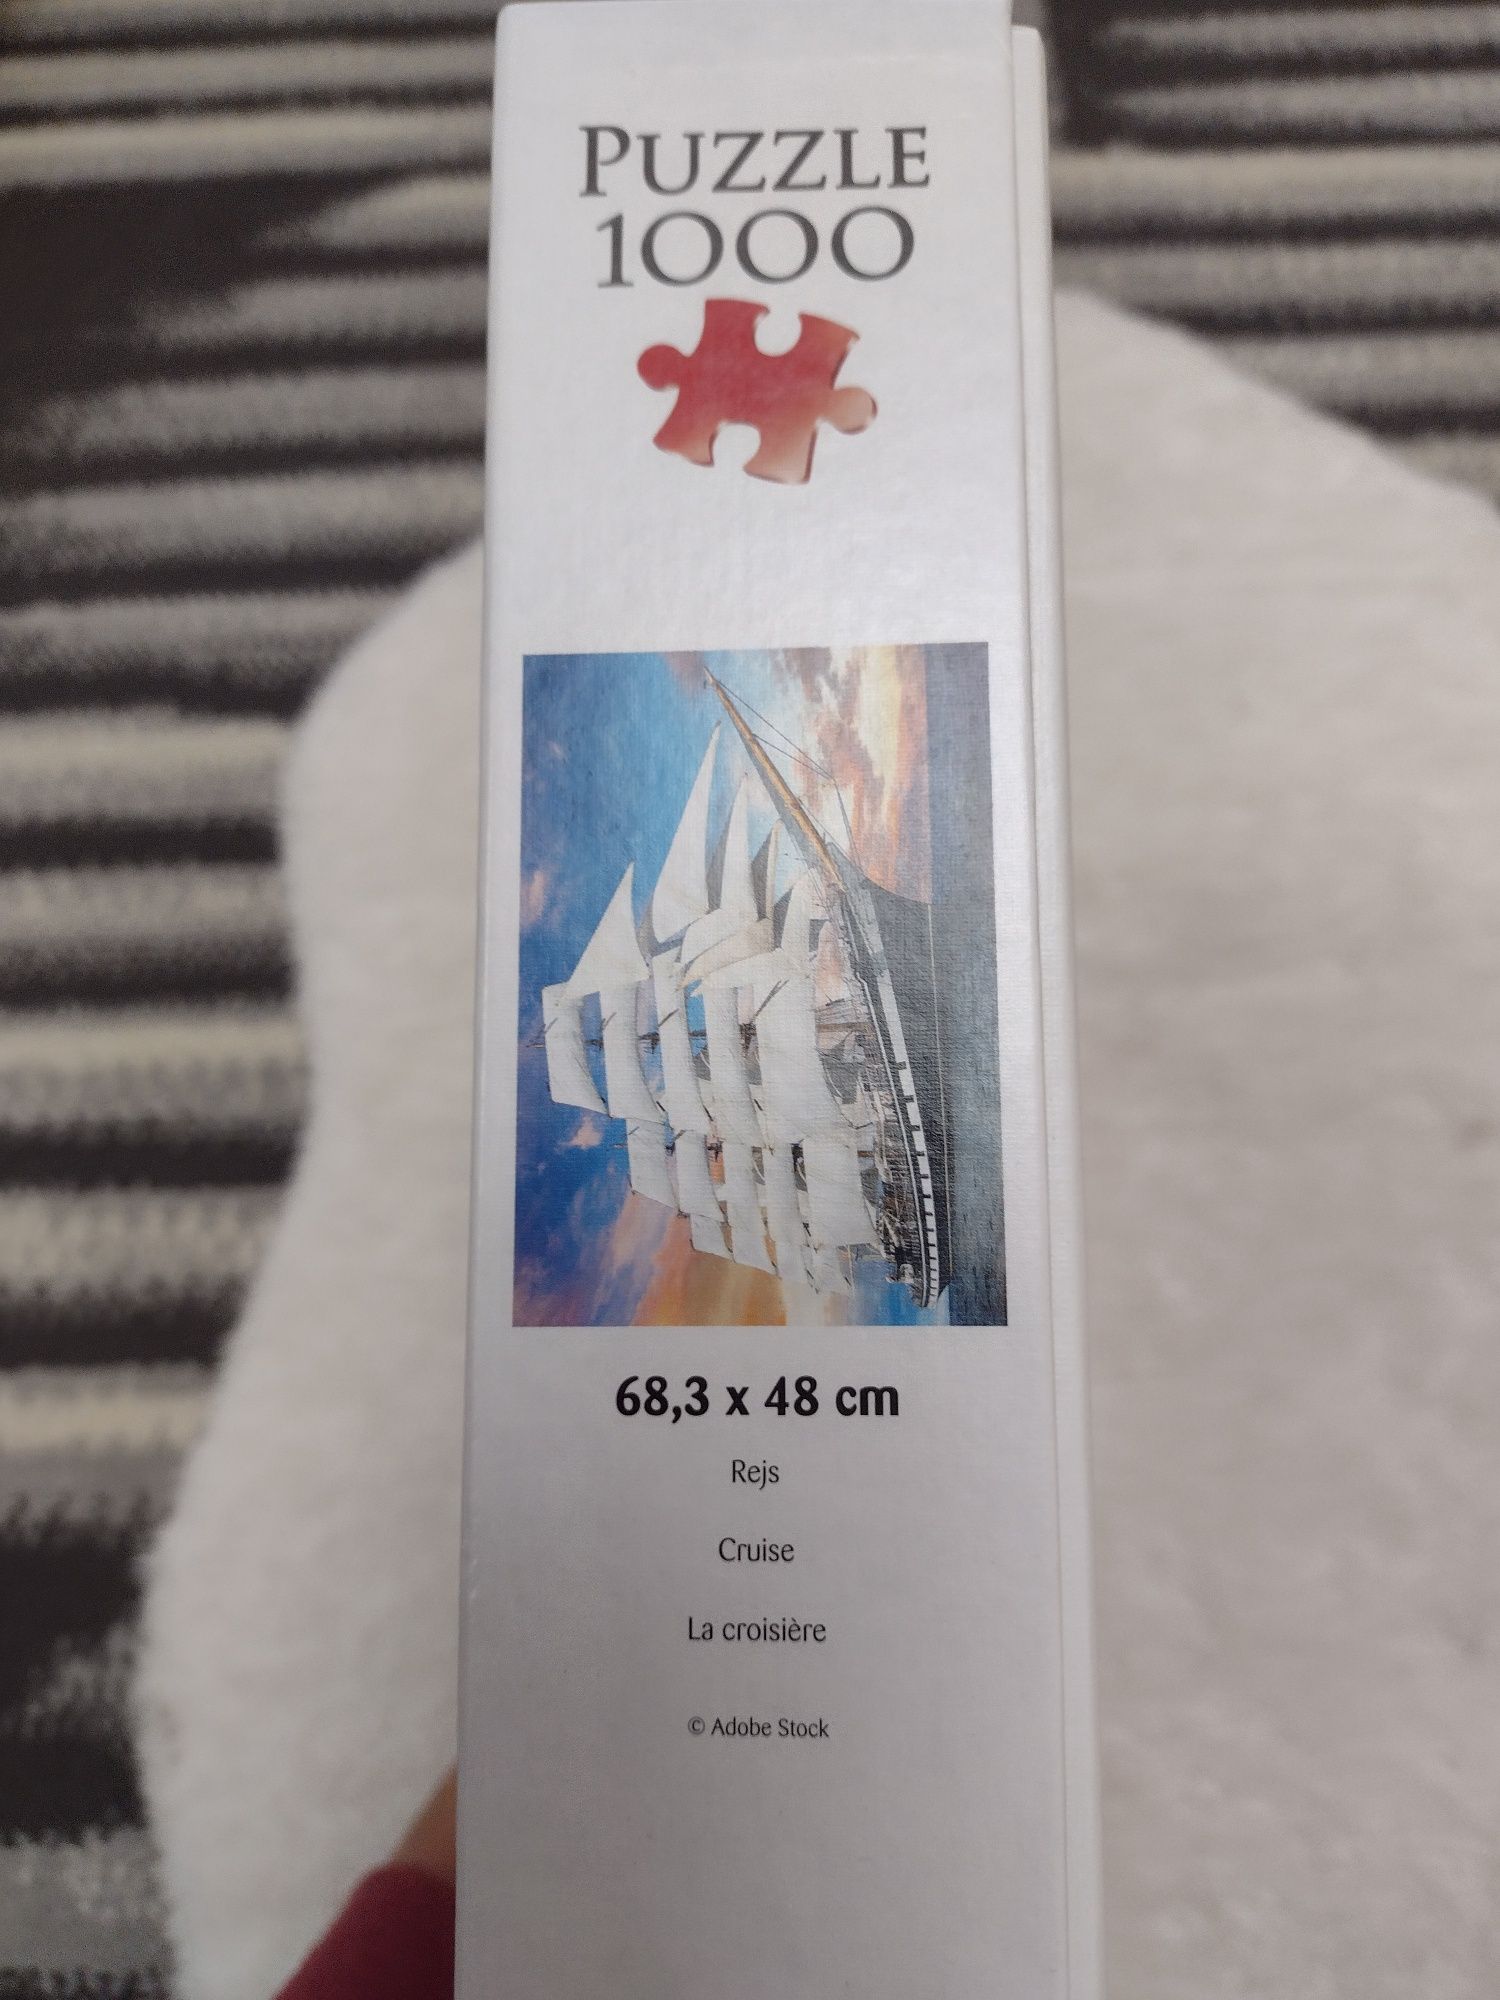 PUZZLE
1000
68,3 x 48 cm
Rejs
Cruise
La croisière
© Adobe Stock